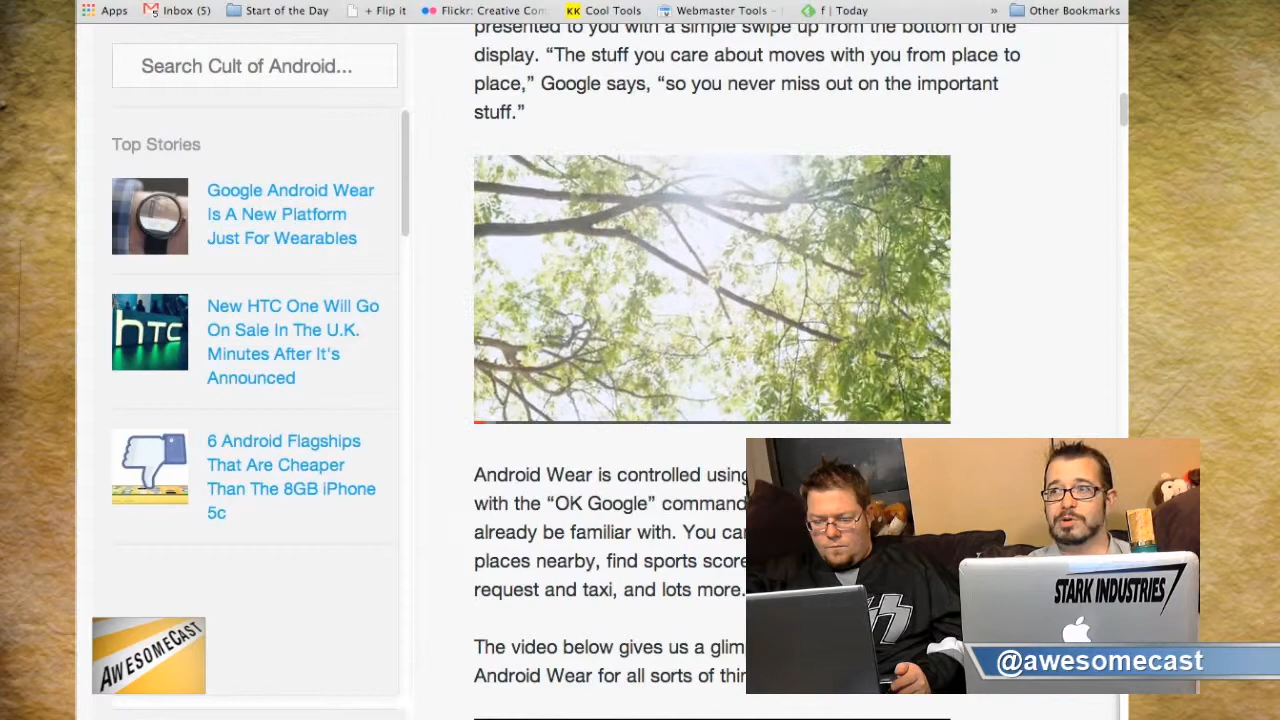 Apps
Inbox (5)
Start of the Day
+ Flip it
Flickr: Creative Com
KK Cool Tools
Webmaster Tools -
f | Today
»
Other Bookmarks
Search Cult of Android...
Top Stories
Google Android Wear
Is A New Platform
Just For Wearables
hTC
New HTC One Will Go
On Sale In The U.K.
Minutes After It's
Announced
6 Android Flagships
That Are Cheaper
Than The 8GB iPhone
5c
AWESOMECAST
presented to you with a simple swipe up from the bottom of the
display. “The stuff you care about moves with you from place to
place,” Google says, “so you never miss out on the important
stuff.”
Android Wear is controlled using
with the “OK Google” command
already be familiar with. You can
places nearby, find sports score
request and taxi, and lots more.
The video below gives us a glim
Android Wear for all sorts of thin
STARK INDUSTRIES
@awesomecast